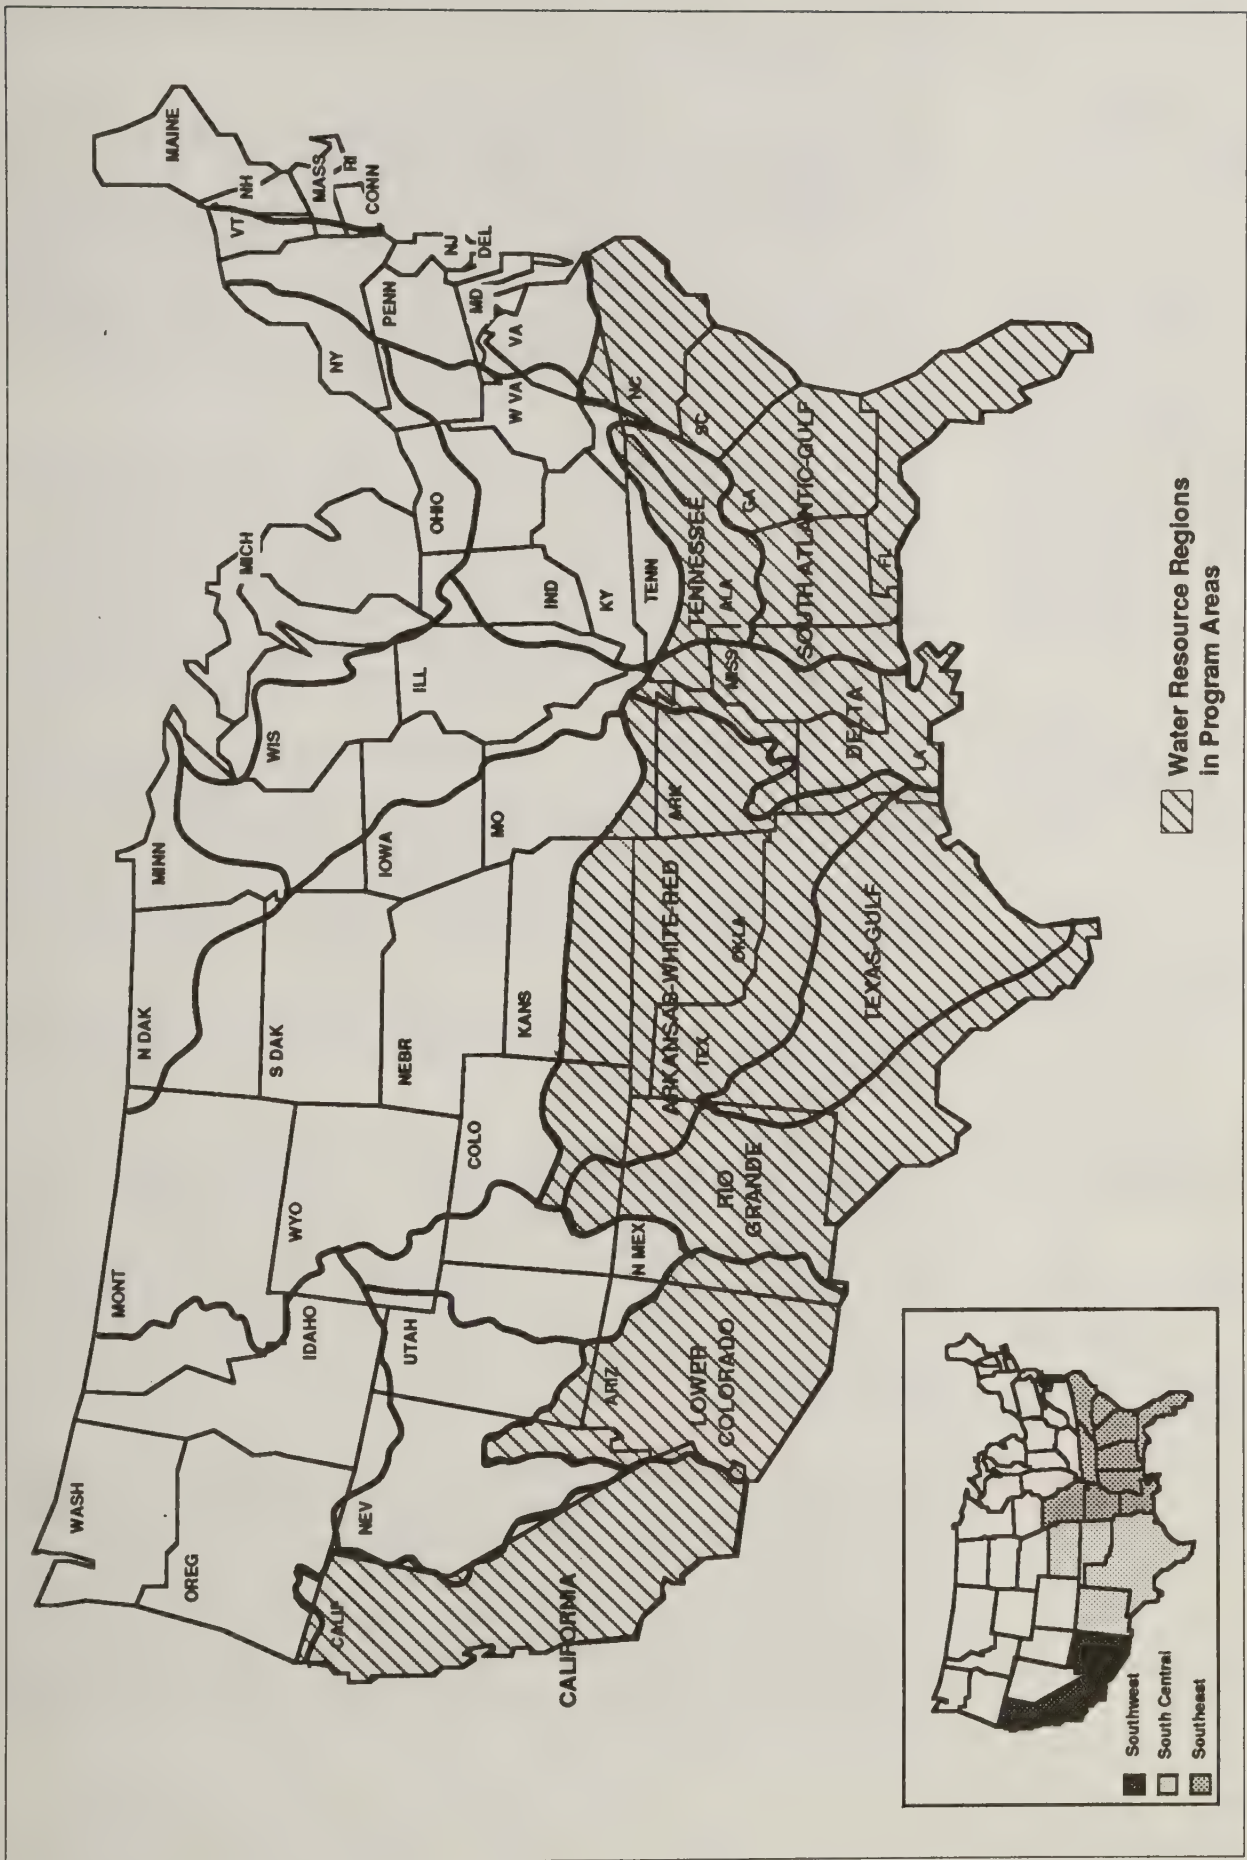 WASH
OREG
CALIF
NEV
IDAHO
MONT
WYO
UTAH
COLO
ARIZ
N MEX
N DAK
S DAK
NEBR
KANS
OKLA
TEX
MINN
IOWA
MO
ARK
LA
WIS
ILL
MICH
IND
OHIO
KY
TENN
MISS
ALA
GA
FL
SC
NC
VA
W VA
MD
DEL
NJ
PENN
NY
CONN
RI
MASS
VT
NH
MAINE
CALIFORNIA
LOWER
COLORADO
RIO
GRANDE
ARKANSAS-WHITE-RED
TEXAS-GULF
DELTA
TENNESSEE
SOUTH ATLANTIC-GULF
Water Resource Regions
in Program Areas
Southwest
South Central
Southeast